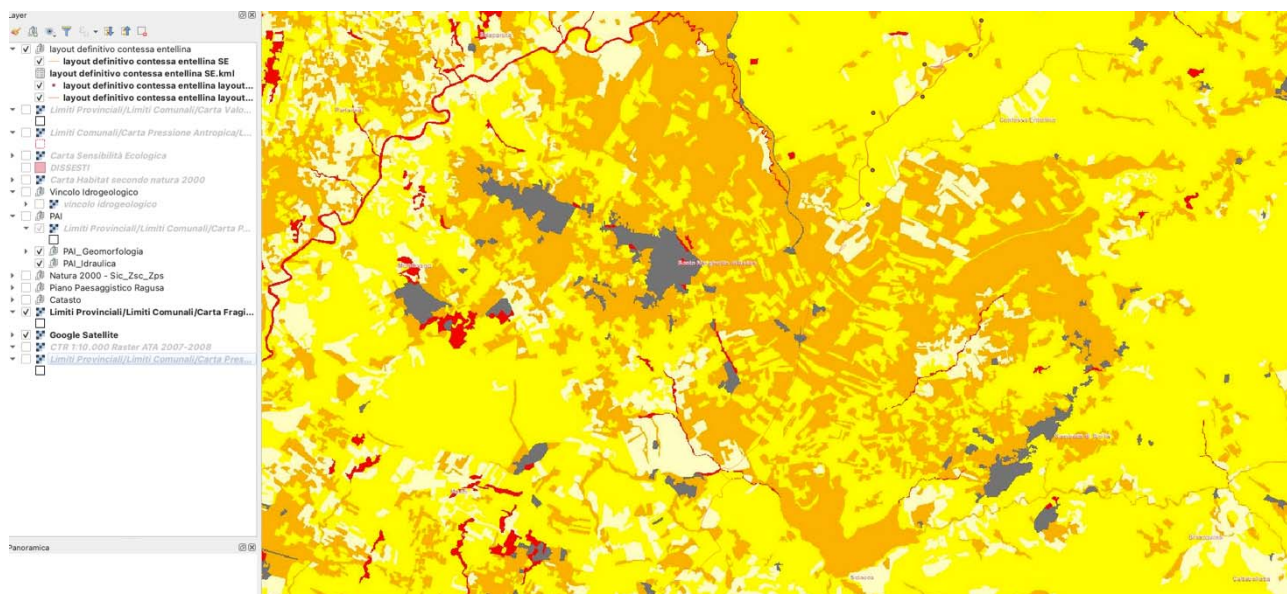 Layer
layout definitivo contessa entellina
layout definitivo contessa entellina SE
layout definitivo contessa entellina SE.kml
layout definitivo contessa entellina layout...
layout definitivo contessa entellina layout...
Limiti Provinciali/Limiti Comunali/Carta Valo...
Limiti Comunali/Carta Pressione Antropica/L...
Carta Sensibilità Ecologica
DISSESTI
Carta Habitat secondo natura 2000
Vincolo Idrogeologico
vincolo idrogeologico
PAI
Limiti Provinciali/Limiti Comunali/Carta P...
PAI_Geomorfologia
PAI_Idraulica
Natura 2000 - Sic_Zsc_Zps
Piano Paesaggistico Ragusa
Catasto
Limiti Provinciali/Limiti Comunali/Carta Fragi...
Google Satellite
CTR 1:10.000 Raster ATA 2007-2008
Limiti Provinciali/Limiti Comunali/Carta Pres...
Panoramica
Contessa Entellina